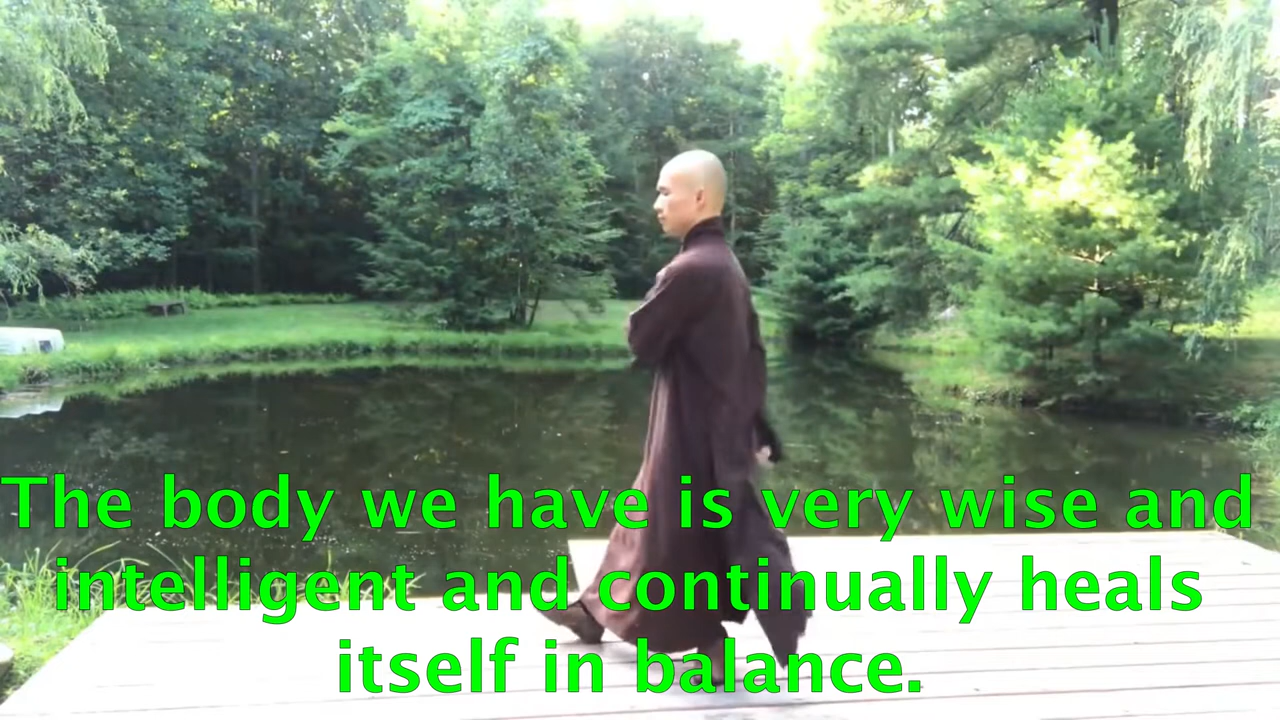 The body we have is very wise and
intelligent and continually heals
itself in balance.